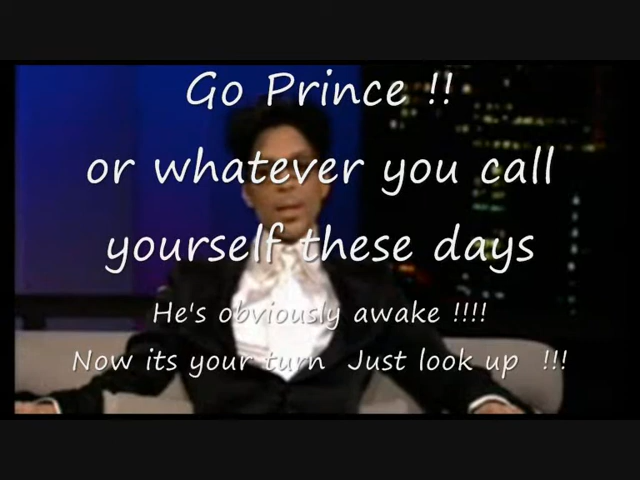 Go Prince !!
or whatever you call
yourself these days
He's obviously awake !!!!
Now its your turn  Just look up  !!!